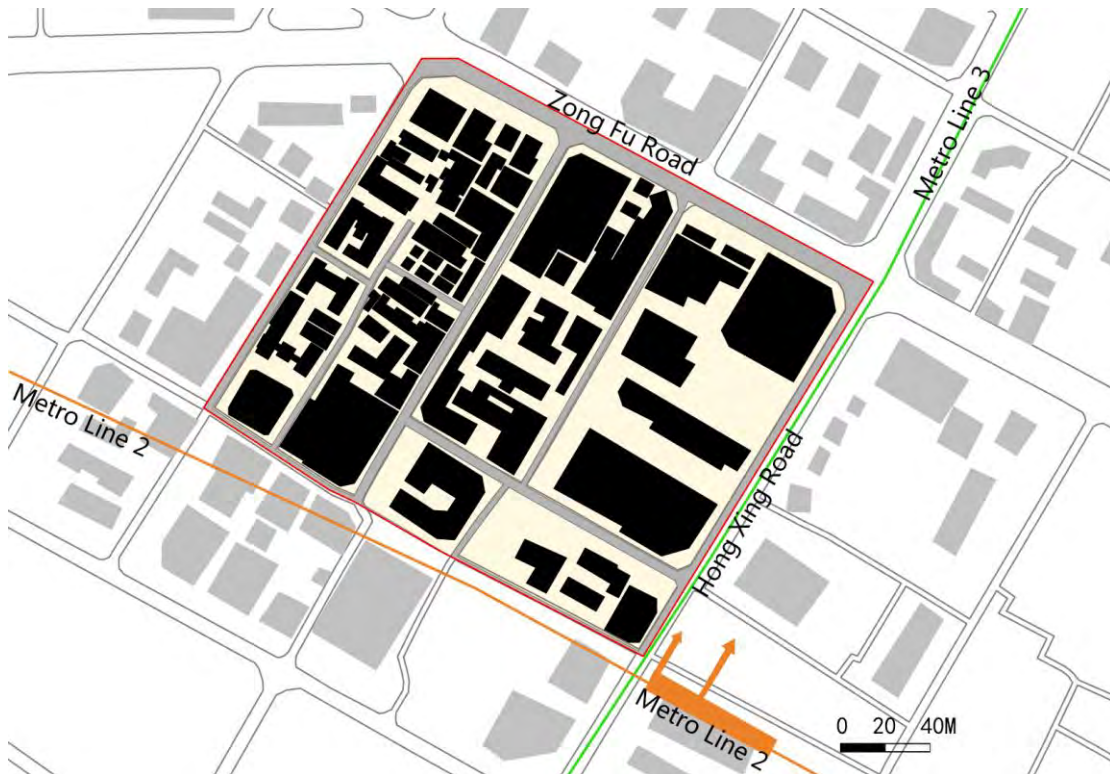 Zong Fu Road
Metro Line 3
Metro Line 2
Hong Xing Road
Metro Line 2
0 20 40M